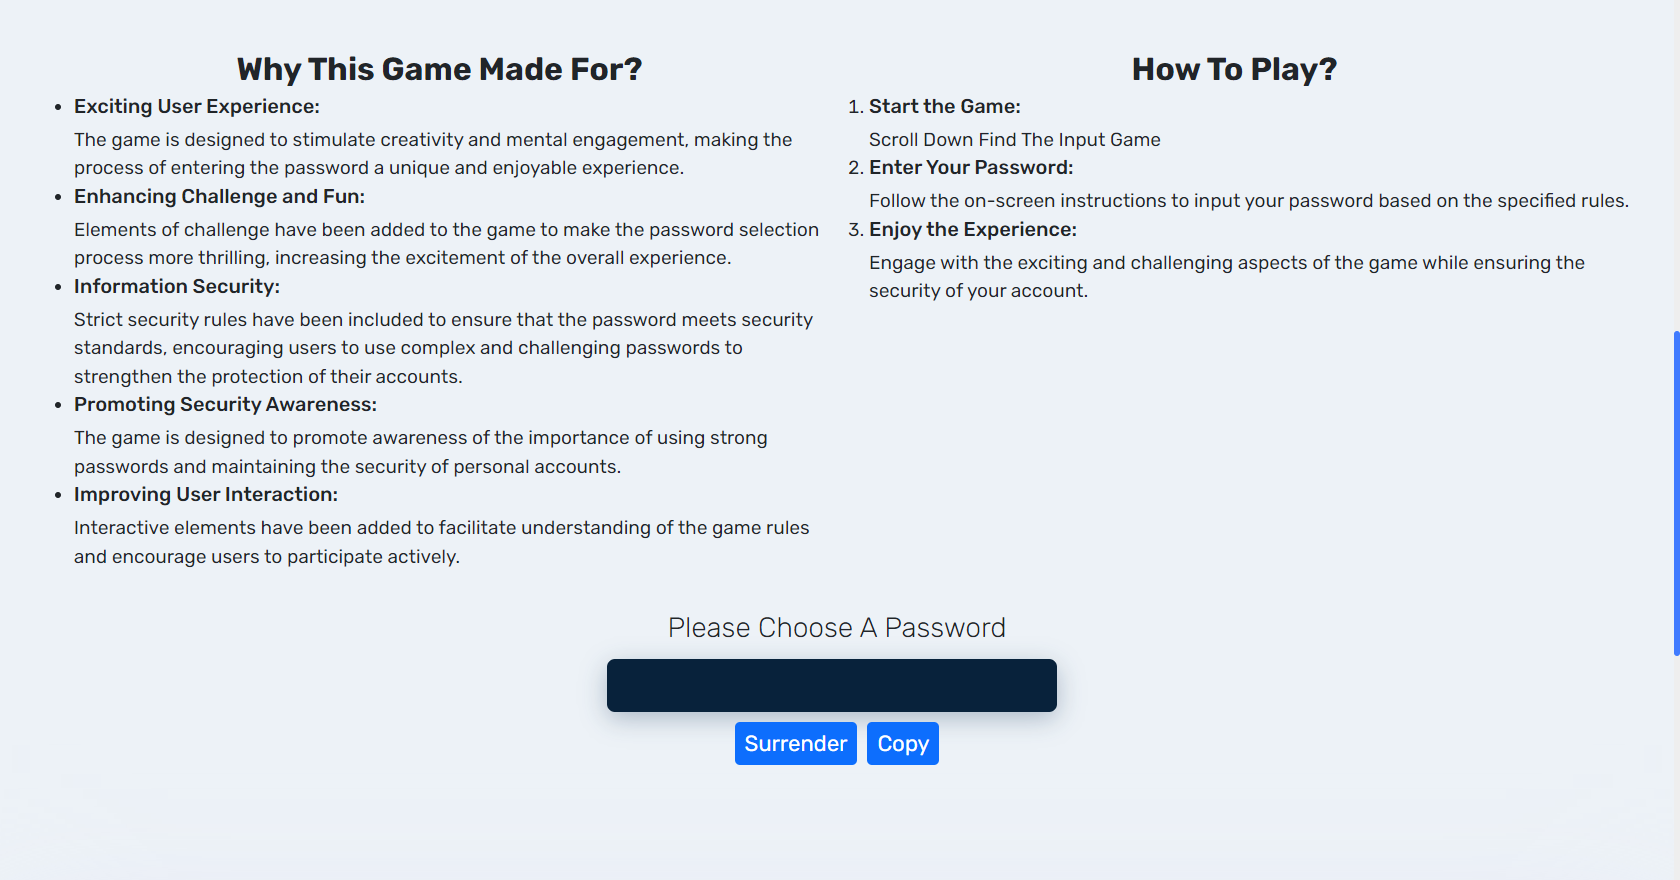 Why This Game Made For?
• Exciting User Experience:
The game is designed to stimulate creativity and mental engagement, making the
process of entering the password a unique and enjoyable experience.
• Enhancing Challenge and Fun:
Elements of challenge have been added to the game to make the password selection
process more thrilling, increasing the excitement of the overall experience.
• Information Security:
Strict security rules have been included to ensure that the password meets security
standards, encouraging users to use complex and challenging passwords to
strengthen the protection of their accounts.
• Promoting Security Awareness:
The game is designed to promote awareness of the importance of using strong
passwords and maintaining the security of personal accounts.
• Improving User Interaction:
Interactive elements have been added to facilitate understanding of the game rules
and encourage users to participate actively.
How To Play?
1. Start the Game:
Scroll Down Find The Input Game
2. Enter Your Password:
Follow the on-screen instructions to input your password based on the specified rules.
3. Enjoy the Experience:
Engage with the exciting and challenging aspects of the game while ensuring the
security of your account.
Please Choose A Password
Surrender Copy